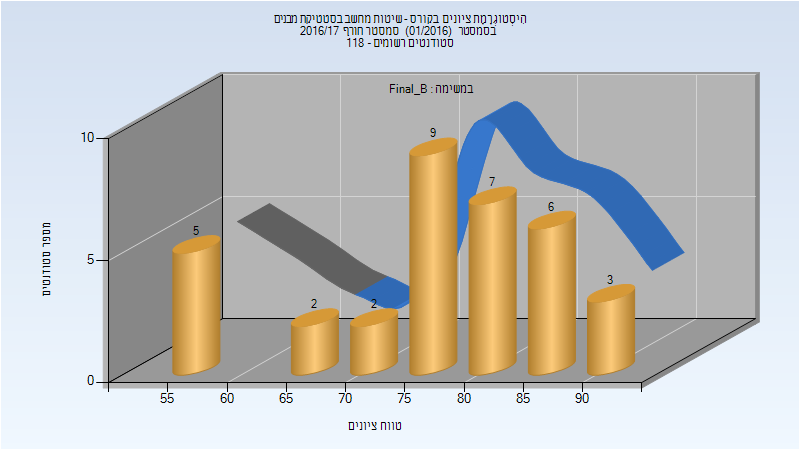 היסטוגרמת ציונים בקורס - שיטות מחשב בסטטיקת מבנים
בסמסטר (01/2016) סמסטר חורף 2016/17
סטודנטים רשומים - 118
במשימה : Final_B
10
5
0
מספר סטודנטים
5
2
2
9
7
6
3
55 60 65 70 75 80 85 90
טווח ציונים